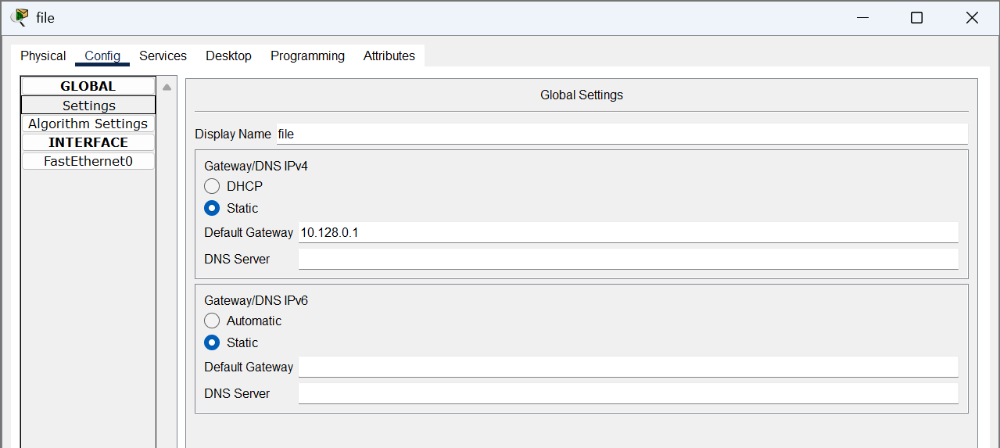 file
Physical Config Services Desktop Programming Attributes
GLOBAL
Settings
Algorithm Settings
INTERFACE
FastEthernet0
Global Settings
Display Name file
Gateway/DNS IPv4
DHCP
Static
Default Gateway 10.128.0.1
DNS Server
Gateway/DNS IPv6
Automatic
Static
Default Gateway
DNS Server